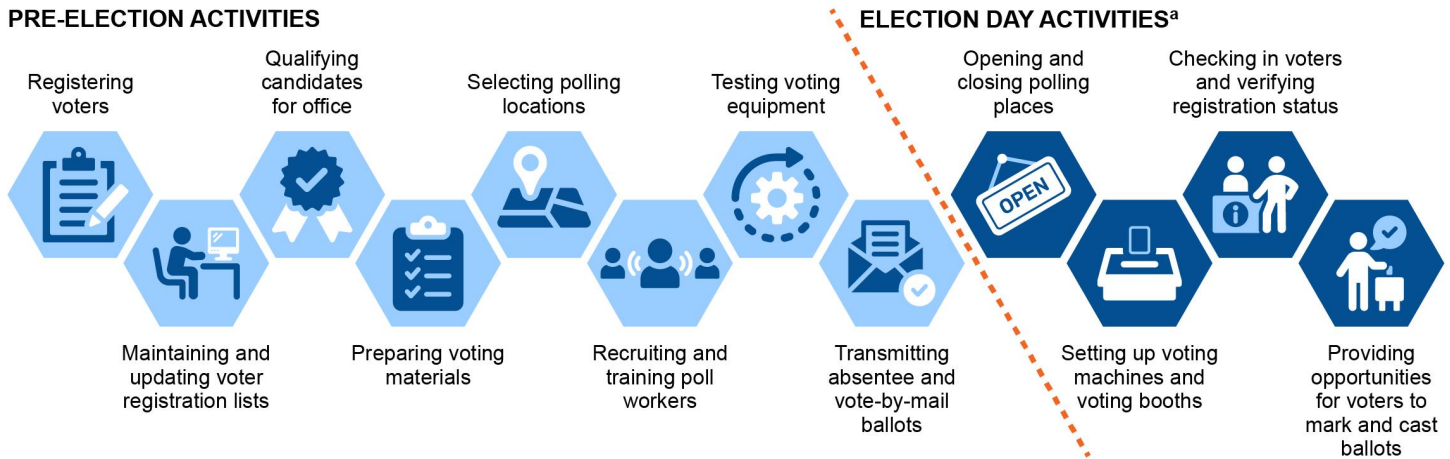 PRE-ELECTION ACTIVITIES
Registering
voters
Maintaining and
updating voter
registration lists
Qualifying
candidates
for office
Preparing voting
materials
Selecting polling
locations
Recruiting and
training poll
workers
Testing voting
equipment
Transmitting
absentee and
vote-by-mail
ballots
ELECTION DAY ACTIVITIESᵃ
Opening and
closing polling
places
OPEN
Setting up voting
machines and
voting booths
Checking in voters
and verifying
registration status
i
Providing
opportunities
for voters to
mark and cast
ballots